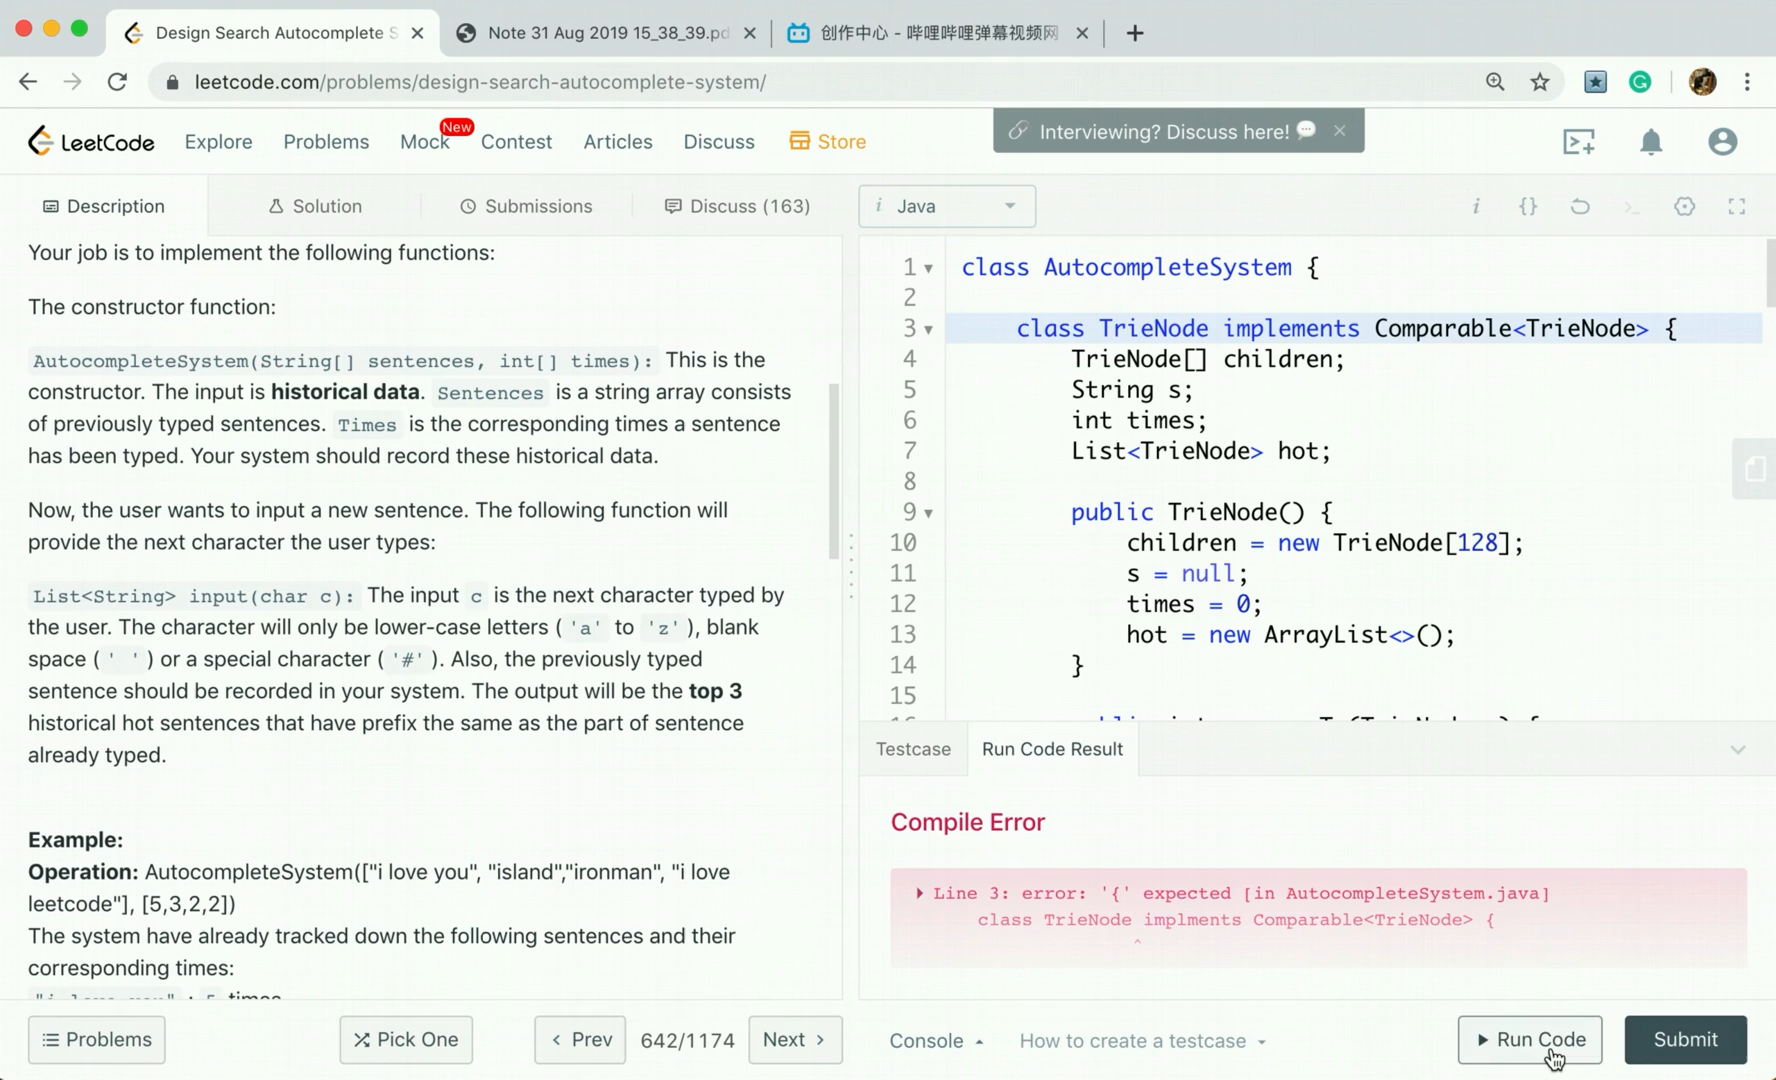 Design Search Autocomplete S
Note 31 Aug 2019 15_38_39.pd
创作中心 - 哔哩哔哩弹幕视频网
leetcode.com/problems/design-search-autocomplete-system/
LeetCode
Explore
Problems
Mock
New
Contest
Articles
Discuss
Store
Interviewing? Discuss here!
Description
Solution
Submissions
Discuss (163)
i Java
Your job is to implement the following functions:
The constructor function:
AutocompleteSystem(String[] sentences, int[] times): This is the
constructor. The input is historical data. Sentences is a string array consists
of previously typed sentences. Times is the corresponding times a sentence
has been typed. Your system should record these historical data.
Now, the user wants to input a new sentence. The following function will
provide the next character the user types:
List<String> input(char c): The input c is the next character typed by
the user. The character will only be lower-case letters ( 'a' to 'z' ), blank
space ( ' ' ) or a special character ( '#' ). Also, the previously typed
sentence should be recorded in your system. The output will be the top 3
historical hot sentences that have prefix the same as the part of sentence
already typed.
Example:
Operation: AutocompleteSystem(["i love you", "island","ironman", "i love
leetcode"], [5,3,2,2])
The system have already tracked down the following sentences and their
corresponding times:
"i love you" : 5 times
1 class AutocompleteSystem {
2
3 class TrieNode implements Comparable<TrieNode> {
4 TrieNode[] children;
5 String s;
6 int times;
7 List<TrieNode> hot;
8
9 public TrieNode() {
10 children = new TrieNode[128];
11 s = null;
12 times = 0;
13 hot = new ArrayList<>();
14 }
15
Testcase
Run Code Result
Compile Error
Line 3: error: '{' expected [in AutocompleteSystem.java]
class TrieNode implments Comparable<TrieNode> {
^
Problems
Pick One
Prev
642/1174
Next
Console
How to create a testcase
Run Code
Submit